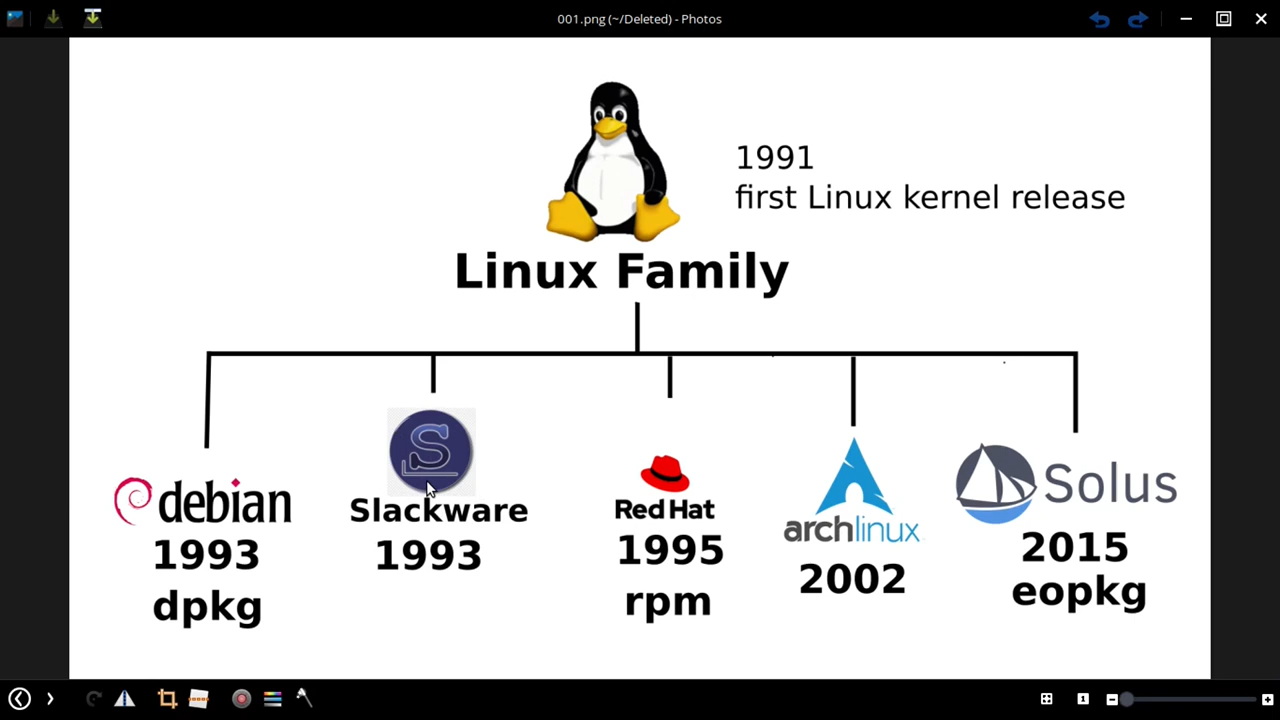 001.png (~/Deleted) - Photos
1991
first Linux kernel release
Linux Family
S
debian
1993
dpkg
Slackware
1993
Red Hat
1995
rpm
archlinux
2002
Solus
2015
eopkg
1